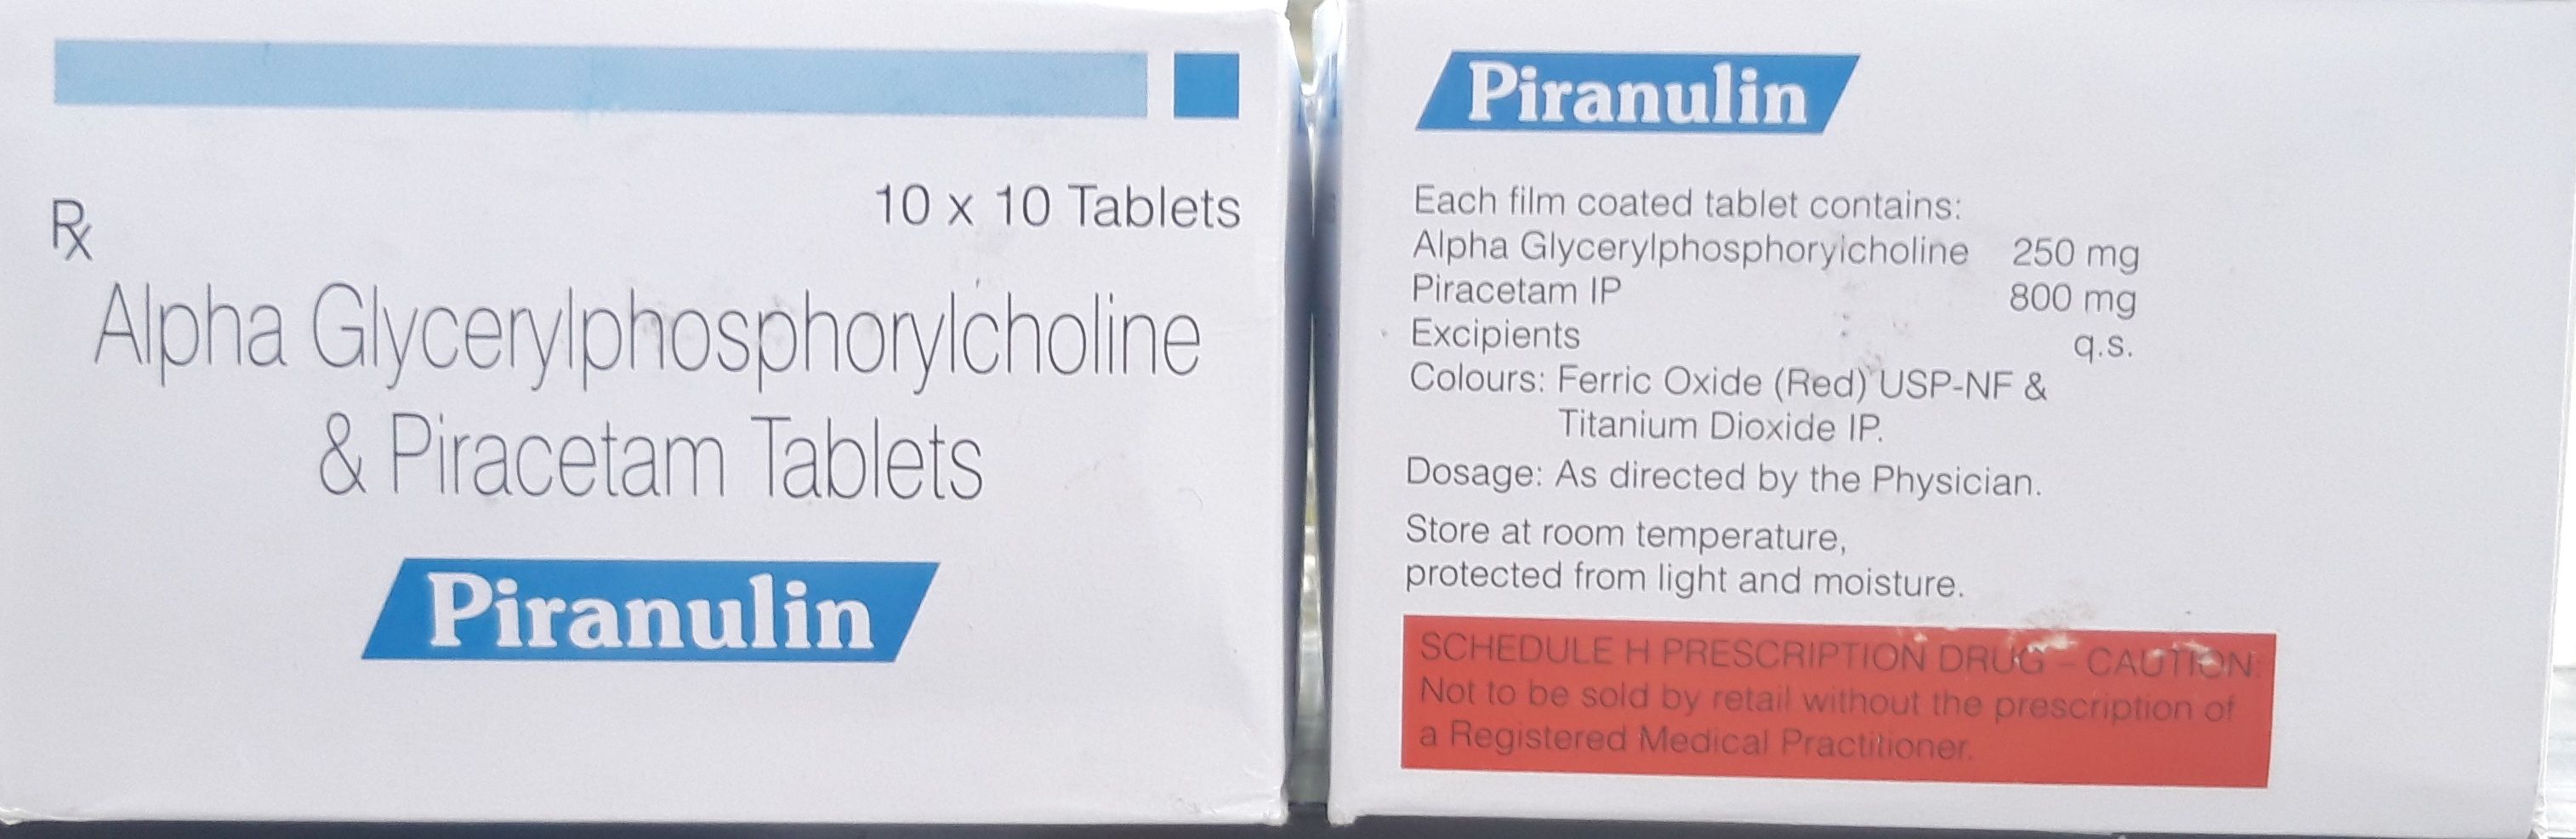 10 x 10 Tablets
Rx
Alpha Glycerylphosphorylcholine
& Piracetam Tablets
Piranulin
Piranulin
Each film coated tablet contains:
Alpha Glycerylphosphorylcholine 250 mg
Piracetam IP 800 mg
Excipients q.s.
Colours: Ferric Oxide (Red) USP-NF &
Titanium Dioxide IP.
Dosage: As directed by the Physician.
Store at room temperature,
protected from light and moisture.
SCHEDULE H PRESCRIPTION DRUG - CAUTION:
Not to be sold by retail without the prescription of
a Registered Medical Practitioner.